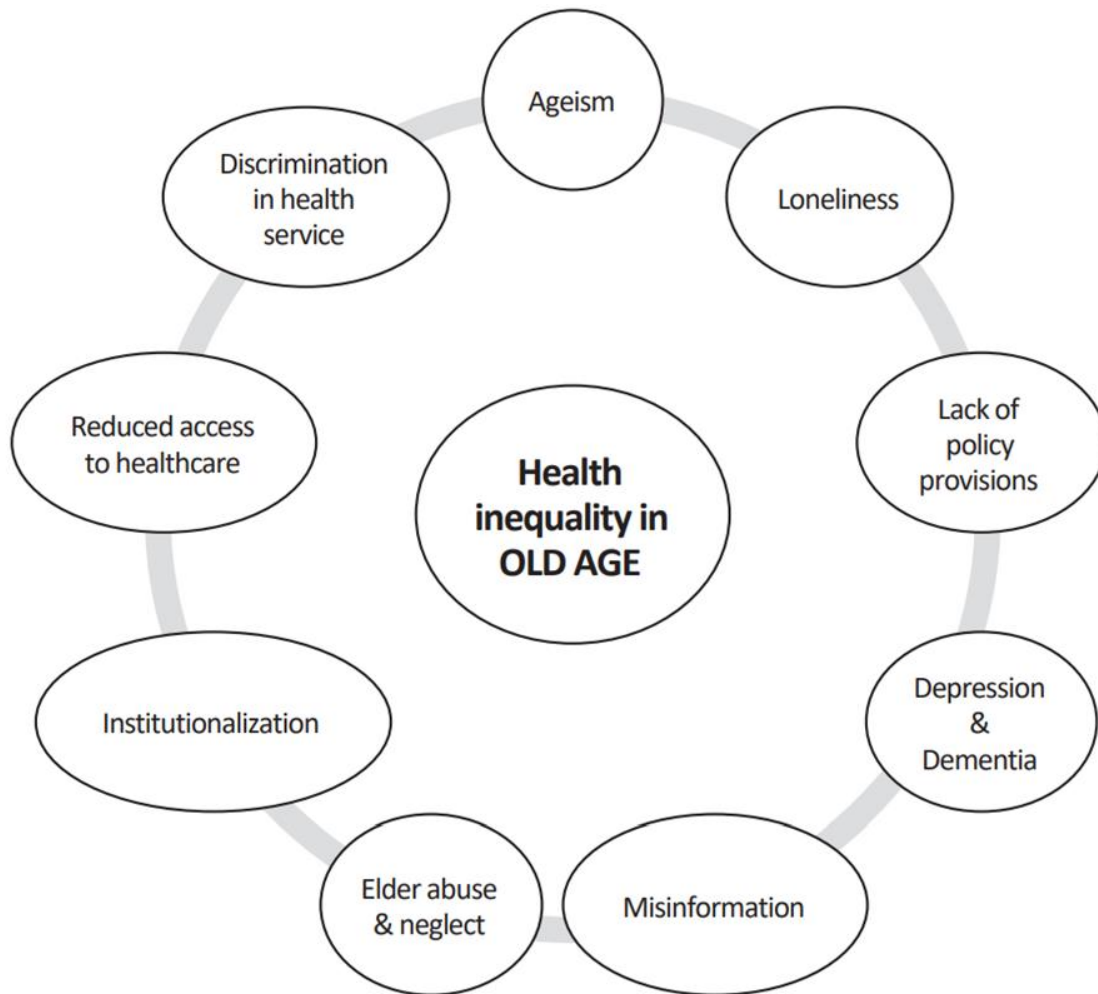 Ageism
Loneliness
Lack of
policy
provisions
Depression
&
Dementia
Misinformation
Elder abuse
& neglect
Institutionalization
Reduced access
to healthcare
Discrimination
in health
service
Health
inequality in
OLD AGE